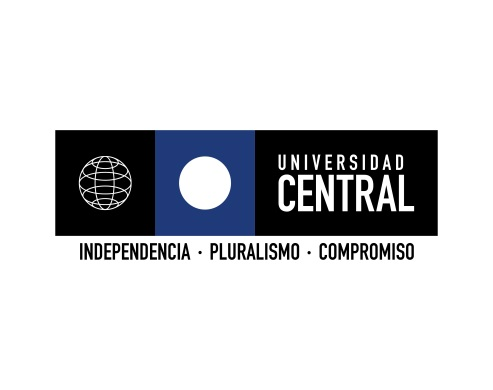 UNIVERSIDAD
CENTRAL
INDEPENDENCIA · PLURALISMO · COMPROMISO